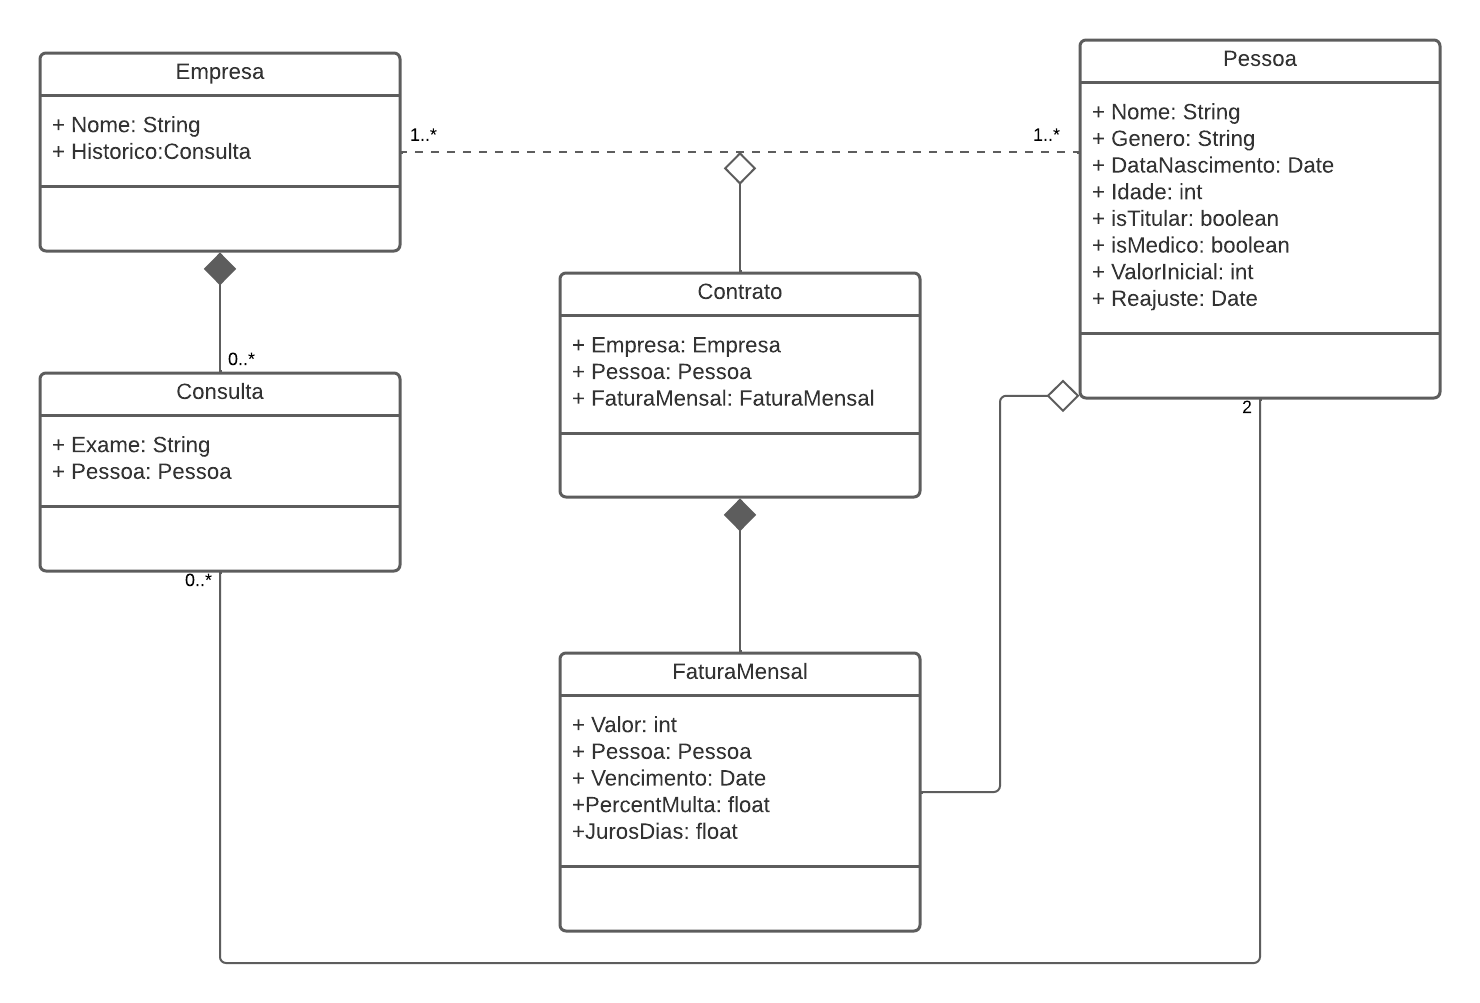 Empresa
+ Nome: String
+ Historico:Consulta
1..*
1..*
Pessoa
+ Nome: String
+ Genero: String
+ DataNascimento: Date
+ Idade: int
+ isTitular: boolean
+ isMedico: boolean
+ ValorInicial: int
+ Reajuste: Date
2
Contrato
+ Empresa: Empresa
+ Pessoa: Pessoa
+ FaturaMensal: FaturaMensal
0..*
Consulta
+ Exame: String
+ Pessoa: Pessoa
0..*
FaturaMensal
+ Valor: int
+ Pessoa: Pessoa
+ Vencimento: Date
+PercentMulta: float
+JurosDias: float